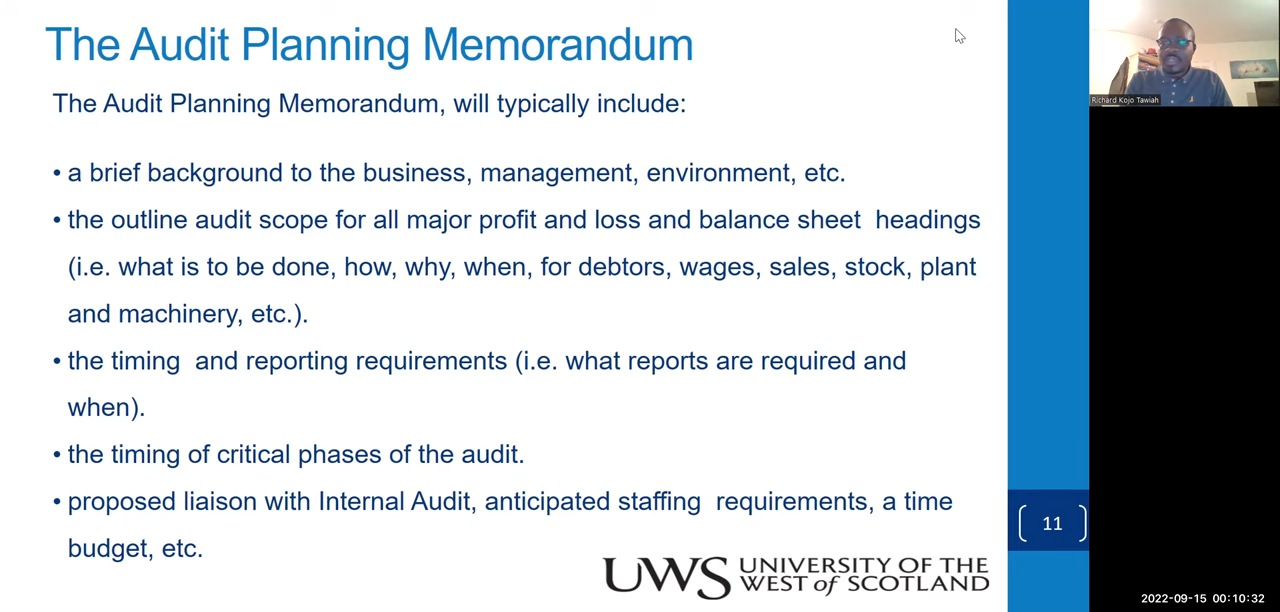 The Audit Planning Memorandum
The Audit Planning Memorandum, will typically include:
• a brief background to the business, management, environment, etc.
• the outline audit scope for all major profit and loss and balance sheet headings
(i.e. what is to be done, how, why, when, for debtors, wages, sales, stock, plant
and machinery, etc.).
• the timing and reporting requirements (i.e. what reports are required and
when).
• the timing of critical phases of the audit.
• proposed liaison with Internal Audit, anticipated staffing requirements, a time
budget, etc.
11
UWS UNIVERSITY OF THE
WEST of SCOTLAND
Richard Kojo Tawiah
2022-09-15 00:10:32